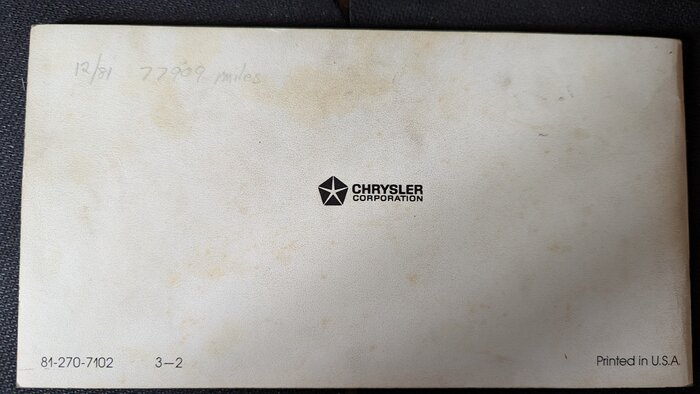 12/81 77909 miles
CHRYSLER
CORPORATION
81-270-7102 3-2
Printed in U.S.A.